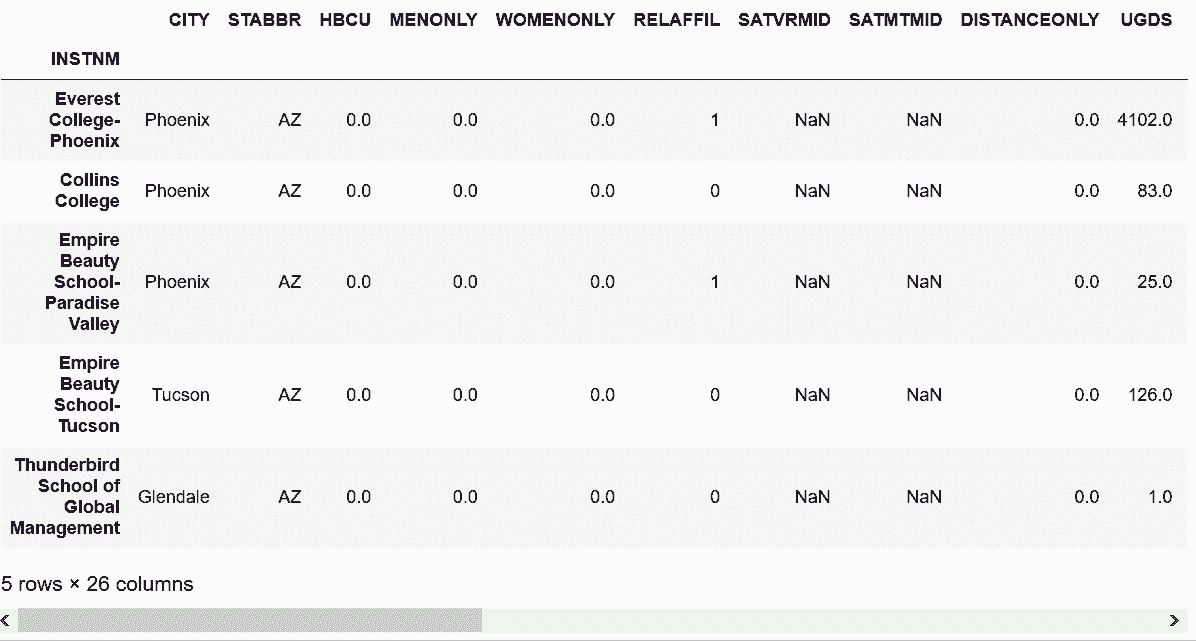 CITY STABBR HBCU MENONLY WOMENONLY RELAFFIL SATVRMID SATMTMID DISTANCEONLY UGDS
INSTNM
Everest
College-
Phoenix Phoenix AZ 0.0 0.0 0.0 1 NaN NaN 0.0 4102.0
Collins
College Phoenix AZ 0.0 0.0 0.0 0 NaN NaN 0.0 83.0
Empire
Beauty
School-
Paradise
Valley Phoenix AZ 0.0 0.0 0.0 1 NaN NaN 0.0 25.0
Empire
Beauty
School-
Tucson Tucson AZ 0.0 0.0 0.0 0 NaN NaN 0.0 126.0
Thunderbird
School of
Global
Management Glendale AZ 0.0 0.0 0.0 0 NaN NaN 0.0 1.0
5 rows × 26 columns